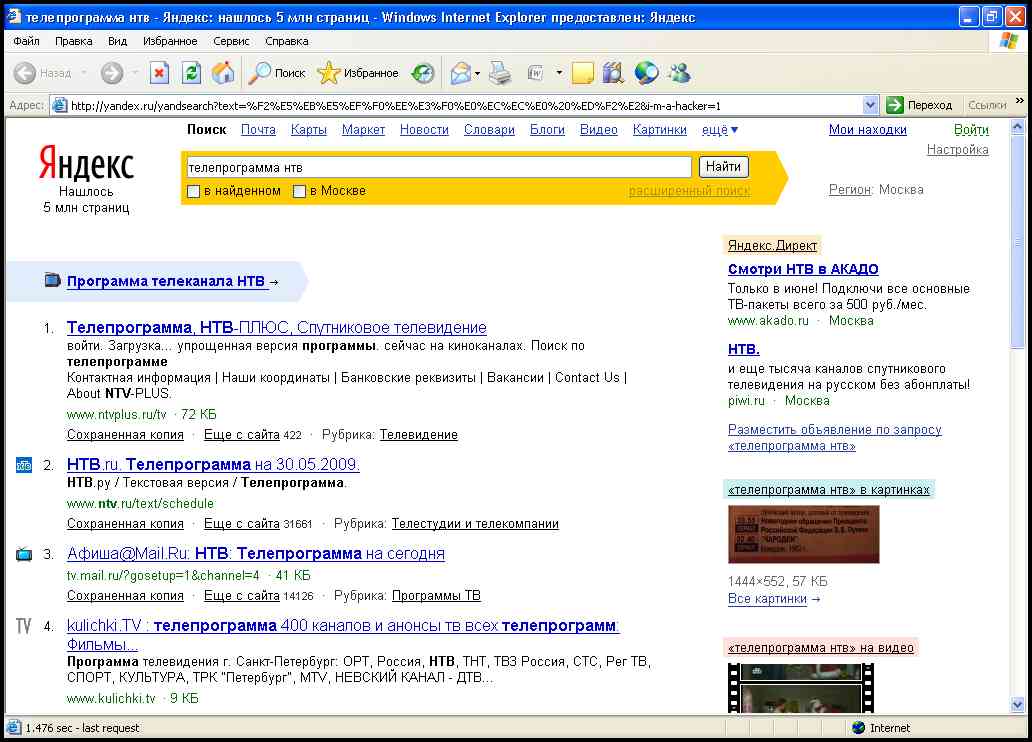 телепрограмма нтв - Яндекс: нашлось 5 млн страниц - Windows Internet Explorer предоставлен: Яндекс
Файл Правка Вид Избранное Сервис Справка
Назад Поиск Избранное
Адрес: http://yandex.ru/yandsearch?text=%F2%E5%EB%E5%EF%F0%EE%E3%F0%E0%EC%EC%E0%20%ED%F2%E2&i-m-a-hacker=1 Переход Ссылки »
Поиск Почта Карты Маркет Новости Словари Блоги Видео Картинки ещё ▼ Мои находки Войти
Настройка
Яндекс
Нашлось
5 млн страниц
телепрограмма нтв Найти
в найденном в Москве расширенный поиск
Регион: Москва
Программа телеканала НТВ →
1. Телепрограмма, НТВ-ПЛЮС, Спутниковое телевидение
войти. Загрузка... упрощенная версия программы. сейчас на киноканалах. Поиск по
телепрограмме
Контактная информация | Наши координаты | Банковские реквизиты | Вакансии | Contact Us |
About NTV-PLUS.
www.ntvplus.ru/tv · 72 КБ
Сохраненная копия · Еще с сайта 422 · Рубрика: Телевидение
нтв 2. НТВ.ru. Телепрограмма на 30.05.2009.
НТВ.ру / Текстовая версия / Телепрограмма.
www.ntv.ru/text/schedule
Сохраненная копия · Еще с сайта 31661 · Рубрика: Телестудии и телекомпании
3. Афиша@Mail.Ru: НТВ: Телепрограмма на сегодня
tv.mail.ru/?gosetup=1&channel=4 · 41 КБ
Сохраненная копия · Еще с сайта 14126 · Рубрика: Программы ТВ
TV 4. kulichki.TV : телепрограмма 400 каналов и анонсы тв всех телепрограмм:
Фильмы...
Программа телевидения г. Санкт-Петербург: ОРТ, Россия, НТВ, ТНТ, ТВ3 Россия, СТС, Рег ТВ,
СПОРТ, КУЛЬТУРА, ТРК "Петербург", MTV, НЕВСКИЙ КАНАЛ - ДТВ...
www.kulichki.tv · 9 КБ
Яндекс.Директ
Смотри НТВ в АКАДО
Только в июне! Подключи все основные
ТВ-пакеты всего за 500 руб./мес.
www.akado.ru · Москва
НТВ.
и еще тысяча каналов спутникового
телевидения на русском без абонплаты!
piwi.ru · Москва
Разместить объявление по запросу
«телепрограмма нтв»
«телепрограмма нтв» в картинках
Новогоднее обращение Президента
Российской Федерации
"ЧАРОДЕИ"
1444×552, 57 КБ
Все картинки →
«телепрограмма нтв» на видео
1.476 sec - last request Internet